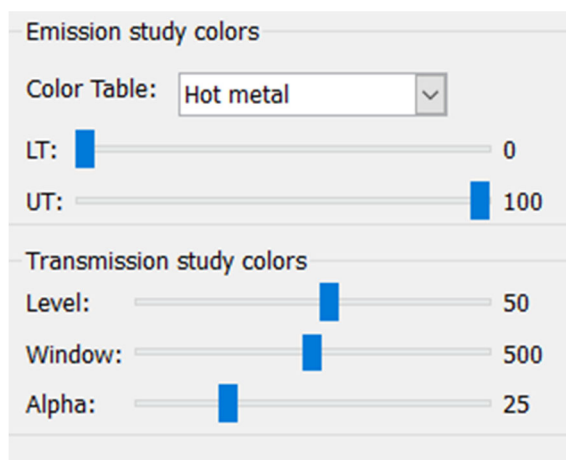 Emission study colors
Color Table: Hot metal
LT: 0
UT: 100
Transmission study colors
Level: 50
Window: 500
Alpha: 25